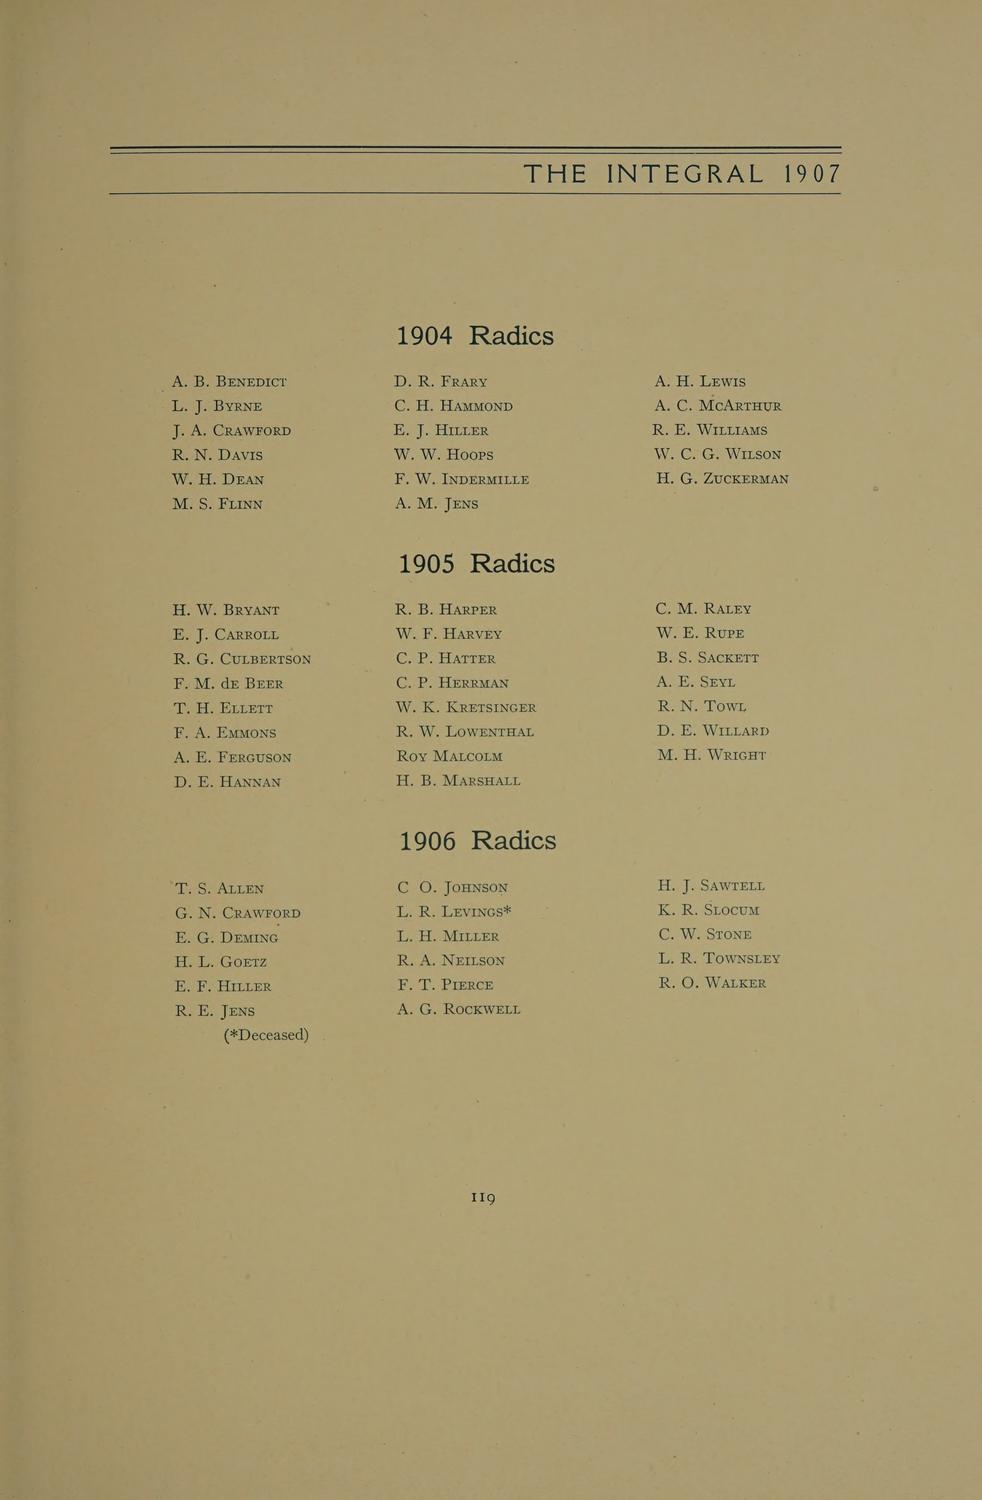 THE INTEGRAL 1907
1904 Radics
A. B. Benedict
L. J. Byrne
J. A. Crawford
R. N. Davis
W. H. Dean
M. S. Flinn
D. R. Frary
C. H. Hammond
E. J. Hiller
W. W. Hoops
F. W. Indermille
A. M. Jens
A. H. Lewis
A. C. McArthur
R. E. Williams
W. C. G. Wilson
H. G. Zuckerman
1905 Radics
H. W. Bryant
E. J. Carroll
R. G. Culbertson
F. M. de Beer
T. H. Ellett
F. A. Emmons
A. E. Ferguson
D. E. Hannan
R. B. Harper
W. F. Harvey
C. P. Hatter
C. P. Herrman
W. K. Kretsinger
R. W. Lowenthal
Roy Malcolm
H. B. Marshall
C. M. Raley
W. E. Rupe
B. S. Sackett
A. E. Seyl
R. N. Towl
D. E. Willard
M. H. Wright
1906 Radics
T. S. Allen
G. N. Crawford
E. G. Deming
H. L. Goetz
E. F. Hiller
R. E. Jens
(*Deceased)
C O. Johnson
L. R. Levings*
L. H. Miller
R. A. Neilson
F. T. Pierce
A. G. Rockwell
H. J. Sawtell
K. R. Slocum
C. W. Stone
L. R. Townsley
R. O. Walker
119